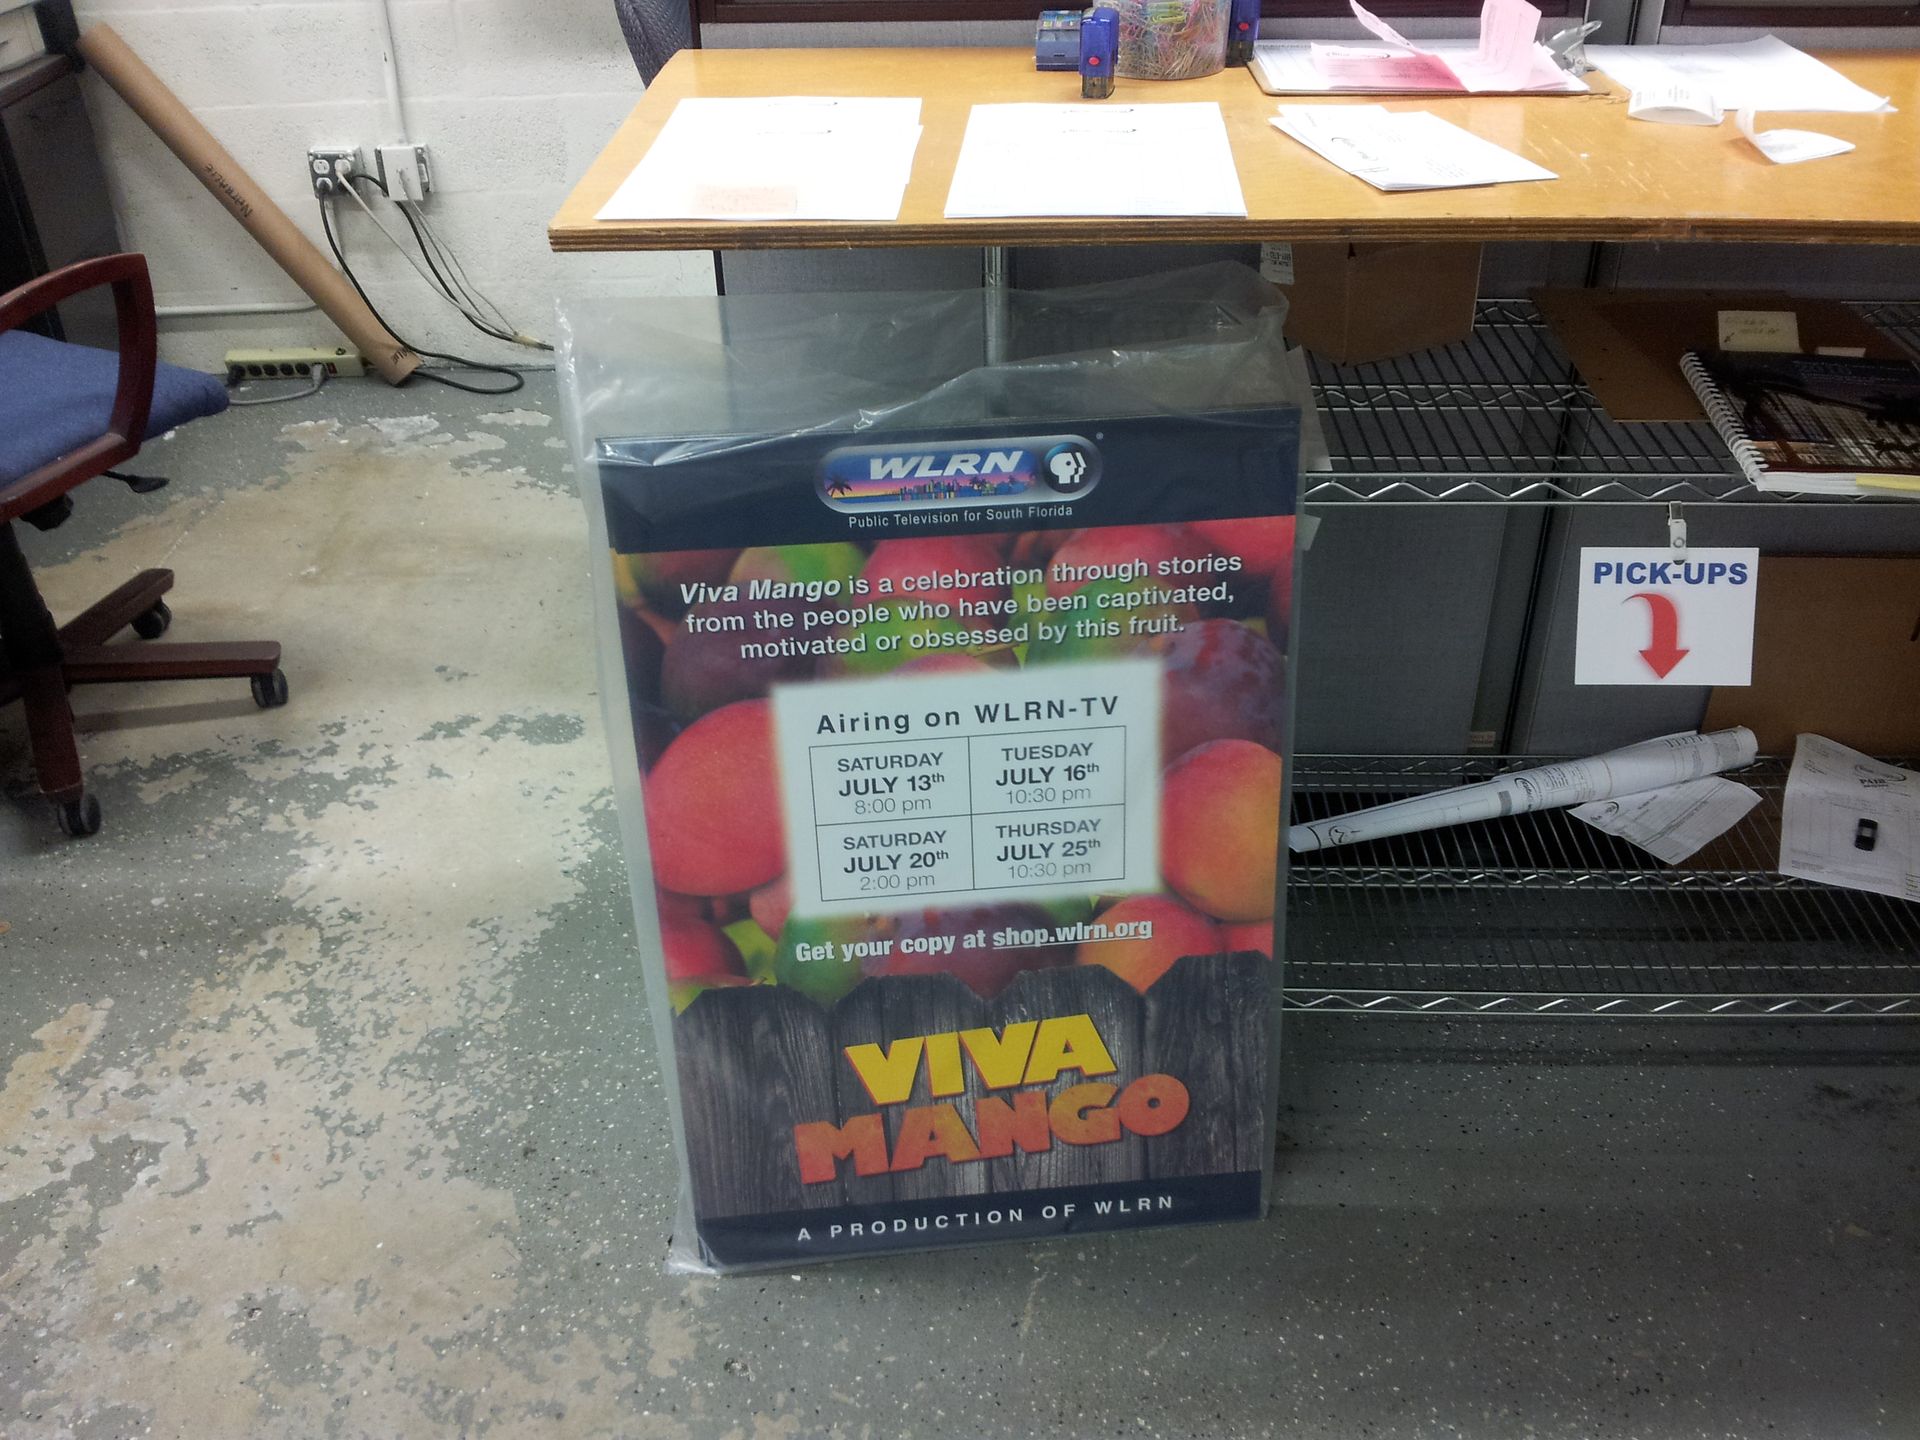 WLRN
Public Television for South Florida
Viva Mango is a celebration through stories
from the people who have been captivated,
motivated or obsessed by this fruit.
Airing on WLRN-TV
SATURDAY
JULY 13th
8:00 pm
TUESDAY
JULY 16th
10:30 pm
SATURDAY
JULY 20th
2:00 pm
THURSDAY
JULY 25th
10:30 pm
Get your copy at shop.wlrn.org
VIVA
MANGO
A PRODUCTION OF WLRN
PICK-UPS
PAID